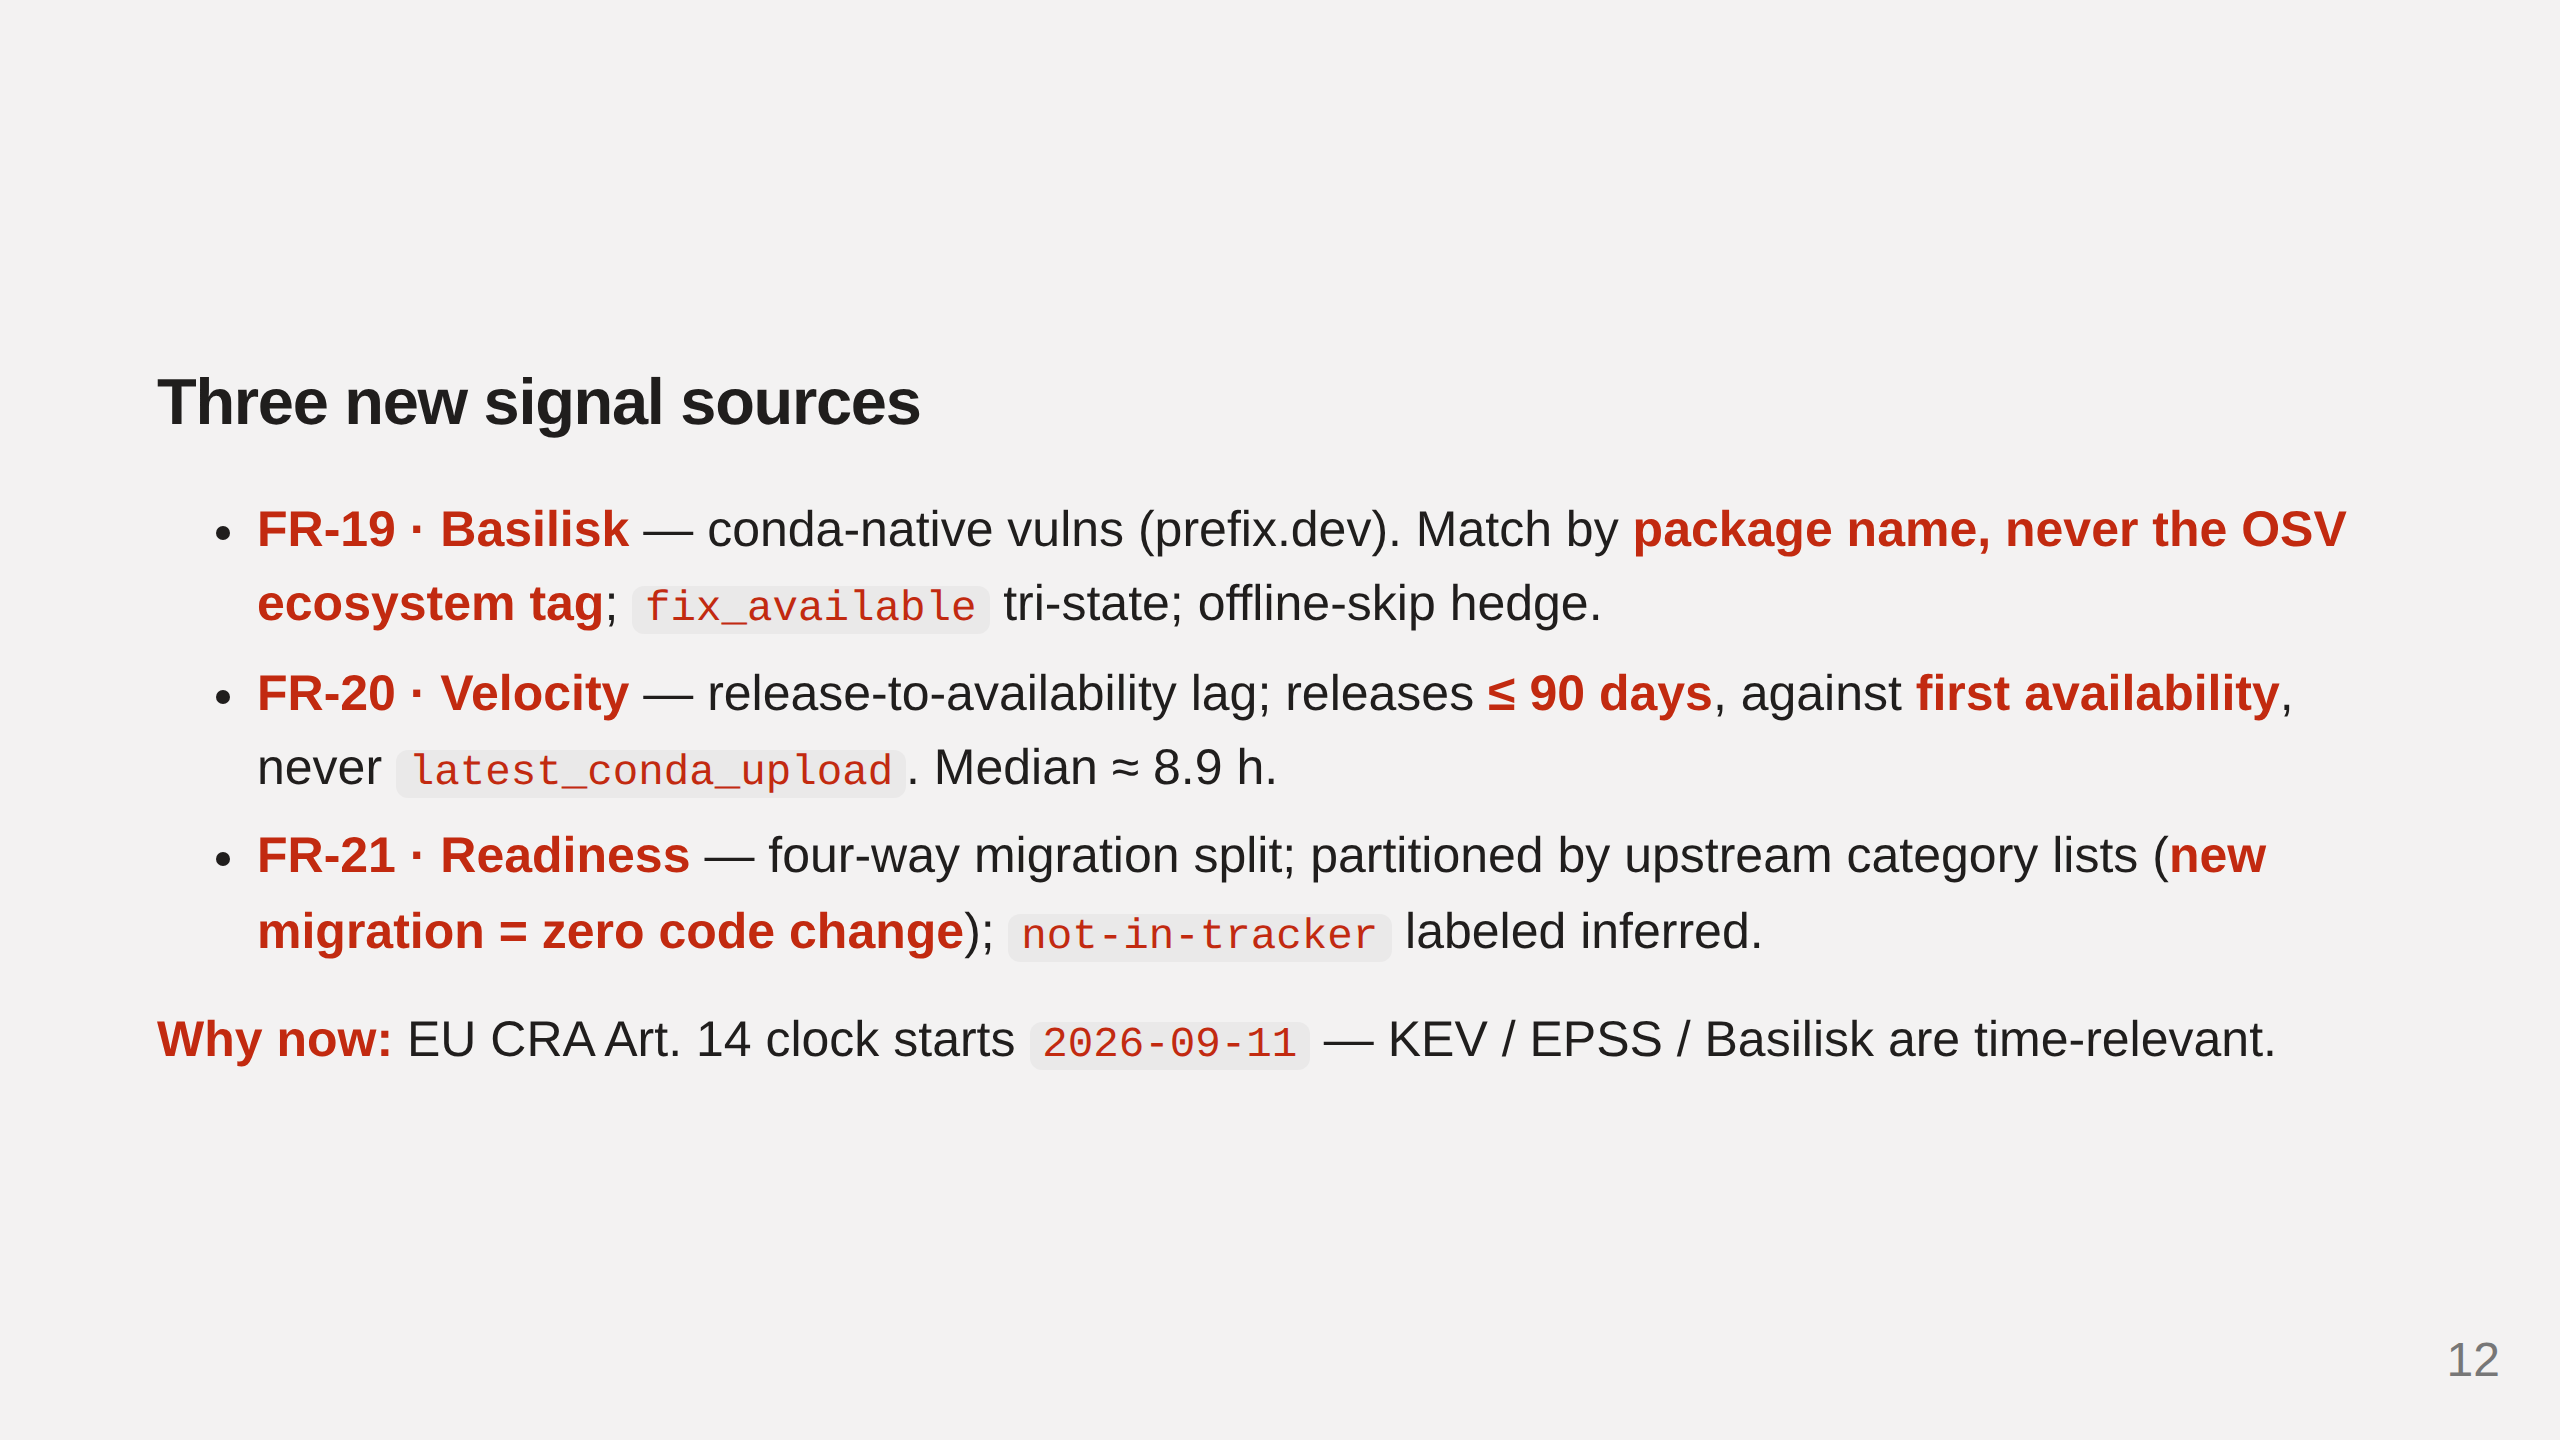 Three new signal sources
• FR-19 · Basilisk — conda-native vulns (prefix.dev). Match by package name, never the OSV
ecosystem tag; fix_available tri-state; offline-skip hedge.
• FR-20 · Velocity — release-to-availability lag; releases ≤ 90 days, against first availability,
never latest_conda_upload. Median ≈ 8.9 h.
• FR-21 · Readiness — four-way migration split; partitioned by upstream category lists (new
migration = zero code change); not-in-tracker labeled inferred.
Why now: EU CRA Art. 14 clock starts 2026-09-11 — KEV / EPSS / Basilisk are time-relevant.
12